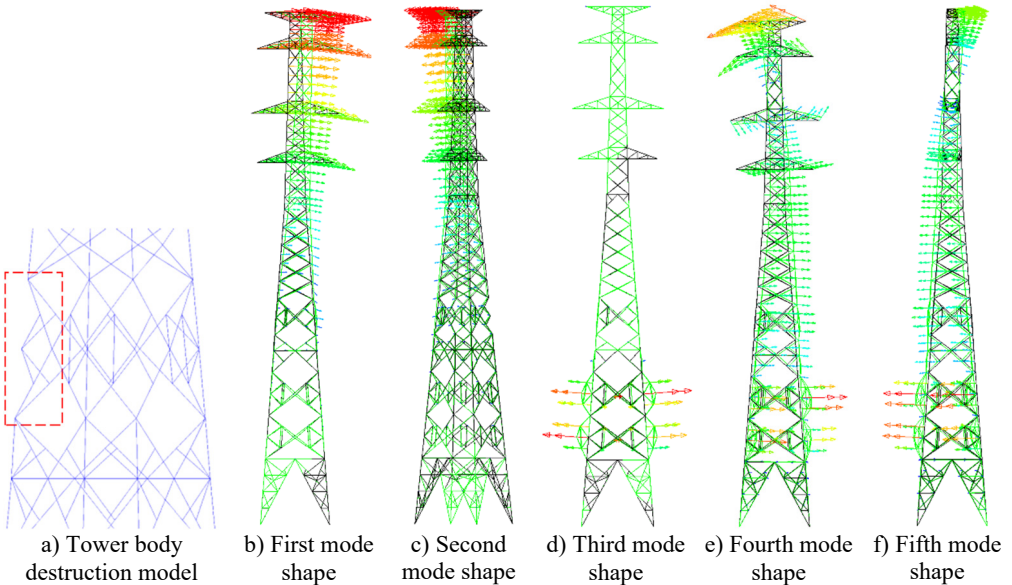 a) Tower body
destruction model
b) First mode
shape
c) Second
mode shape
d) Third mode
shape
e) Fourth mode
shape
f) Fifth mode
shape